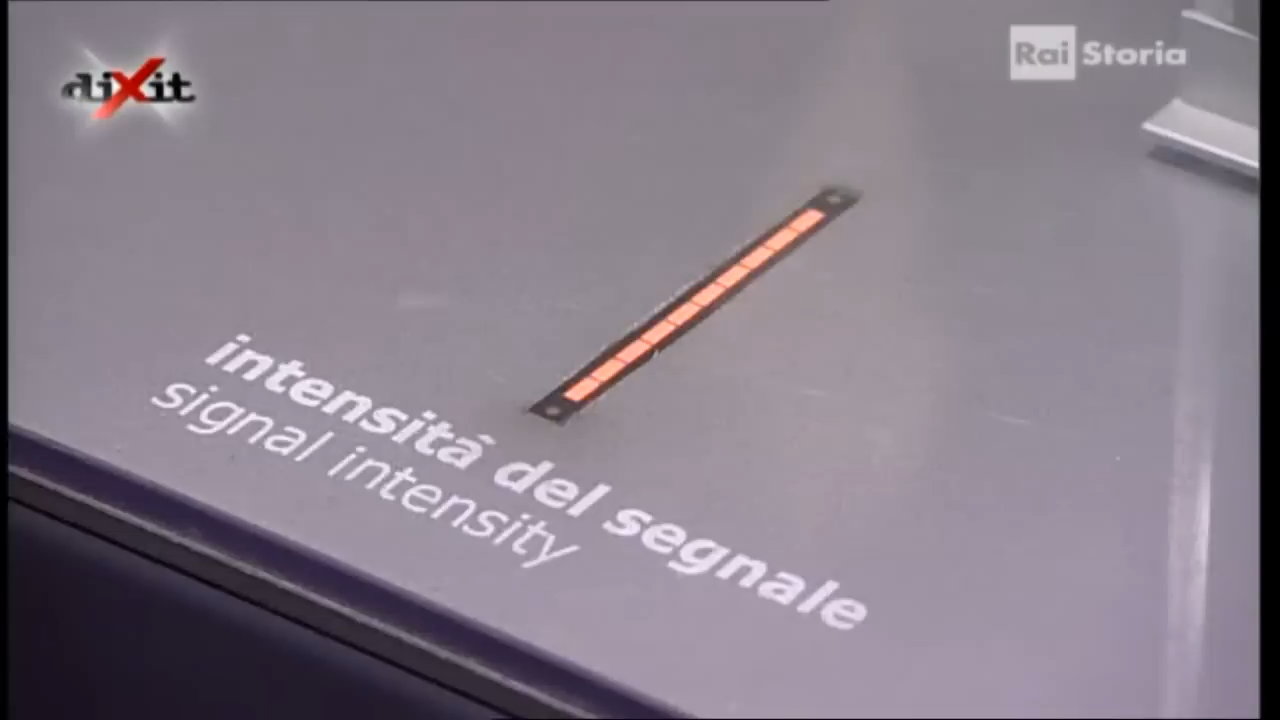 diXit
Rai Storia
intensità del segnale
signal intensity